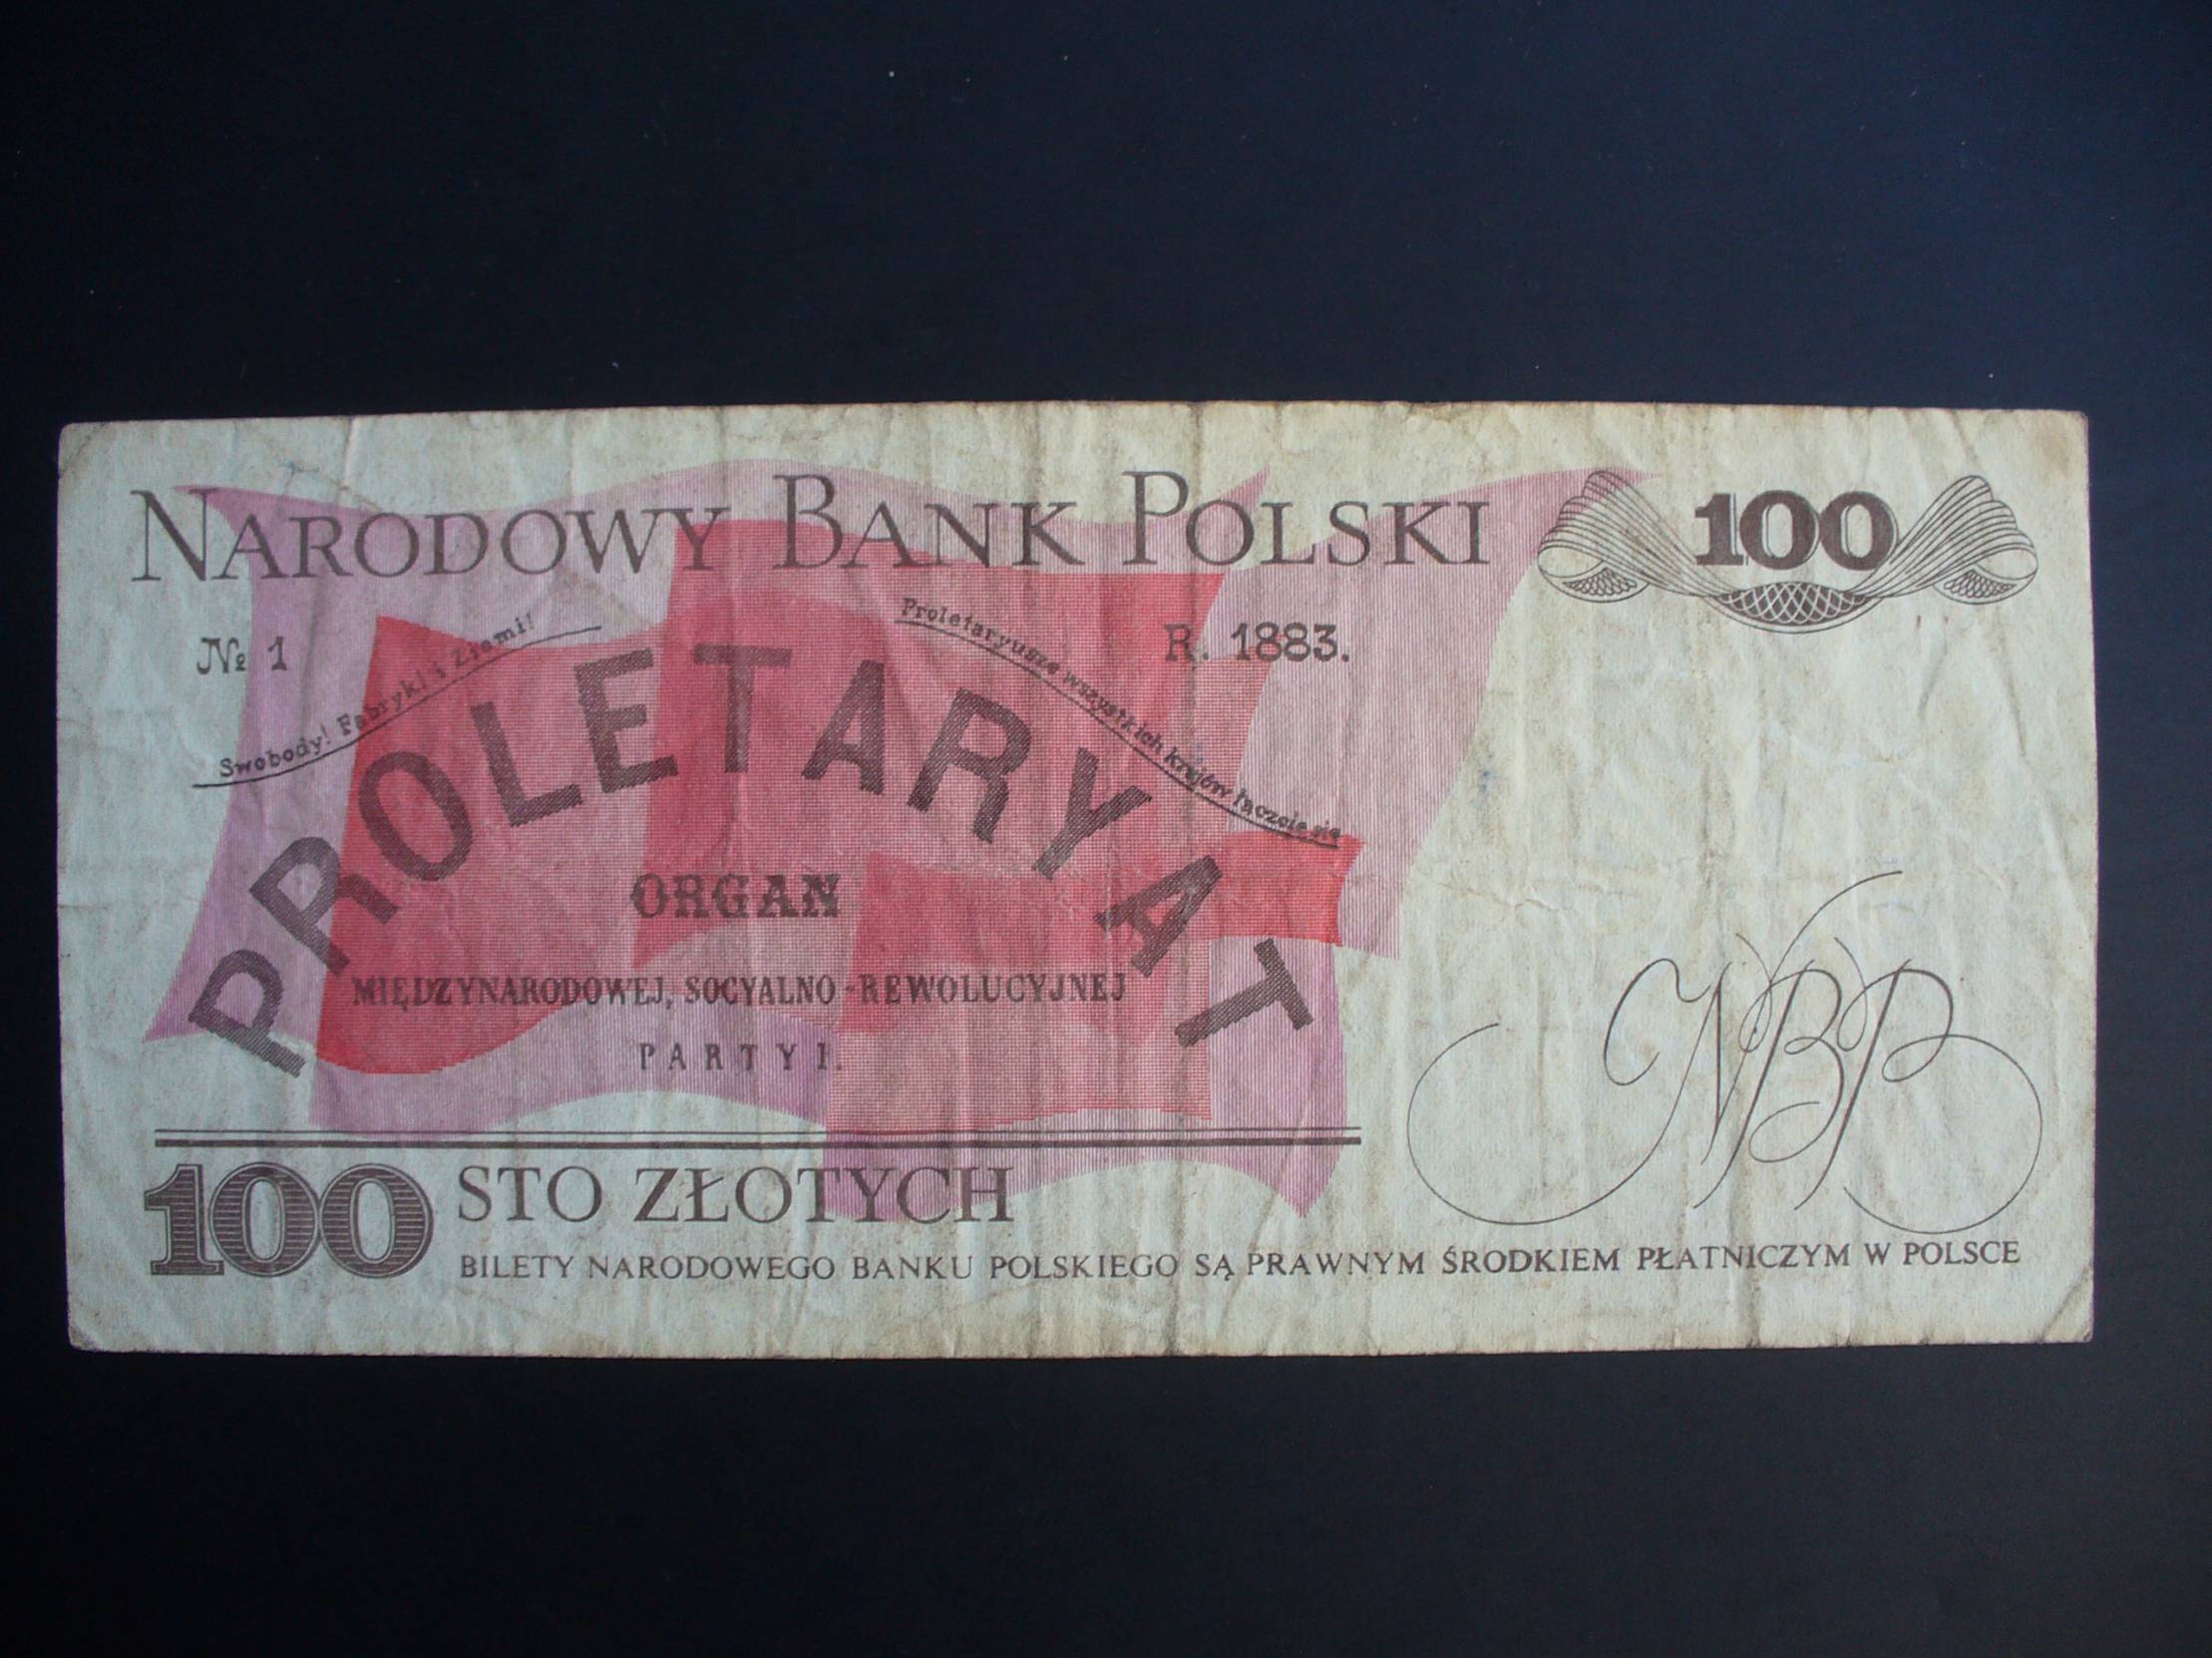 NARODOWY BANK POLSKI
100
№ 1
R. 1883.
Swobody! Fabryki i Ziemi!
Proletaryusze wszystkich krajów łączcie się
PROLETARYAT
ORGAN
MIĘDZYNARODOWEJ, SOCYALNO-REWOLUCYJNEJ
PARTYI.
NBP
100 STO ZŁOTYCH
BILETY NARODOWEGO BANKU POLSKIEGO SĄ PRAWNYM ŚRODKIEM PŁATNICZYM W POLSCE